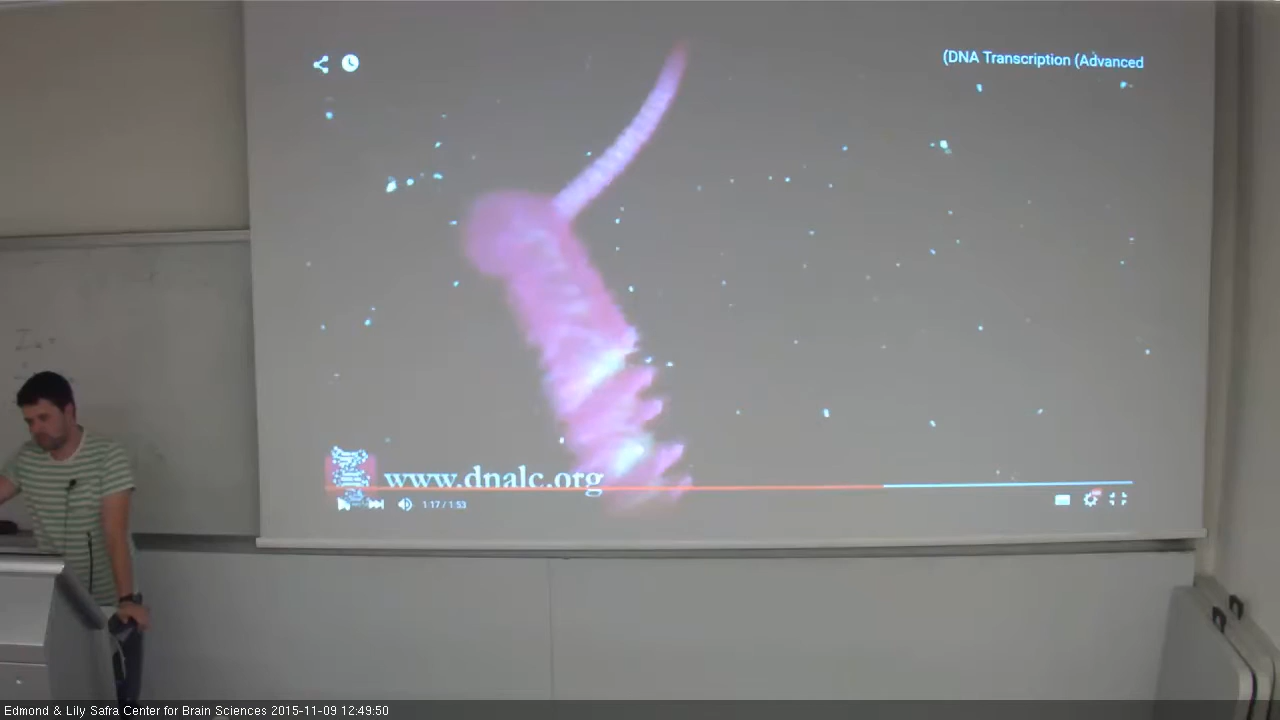 (DNA Transcription (Advanced
www.dnalc.org
1:17 / 1:53
Edmond & Lily Safra Center for Brain Sciences 2015-11-09 12:49:50